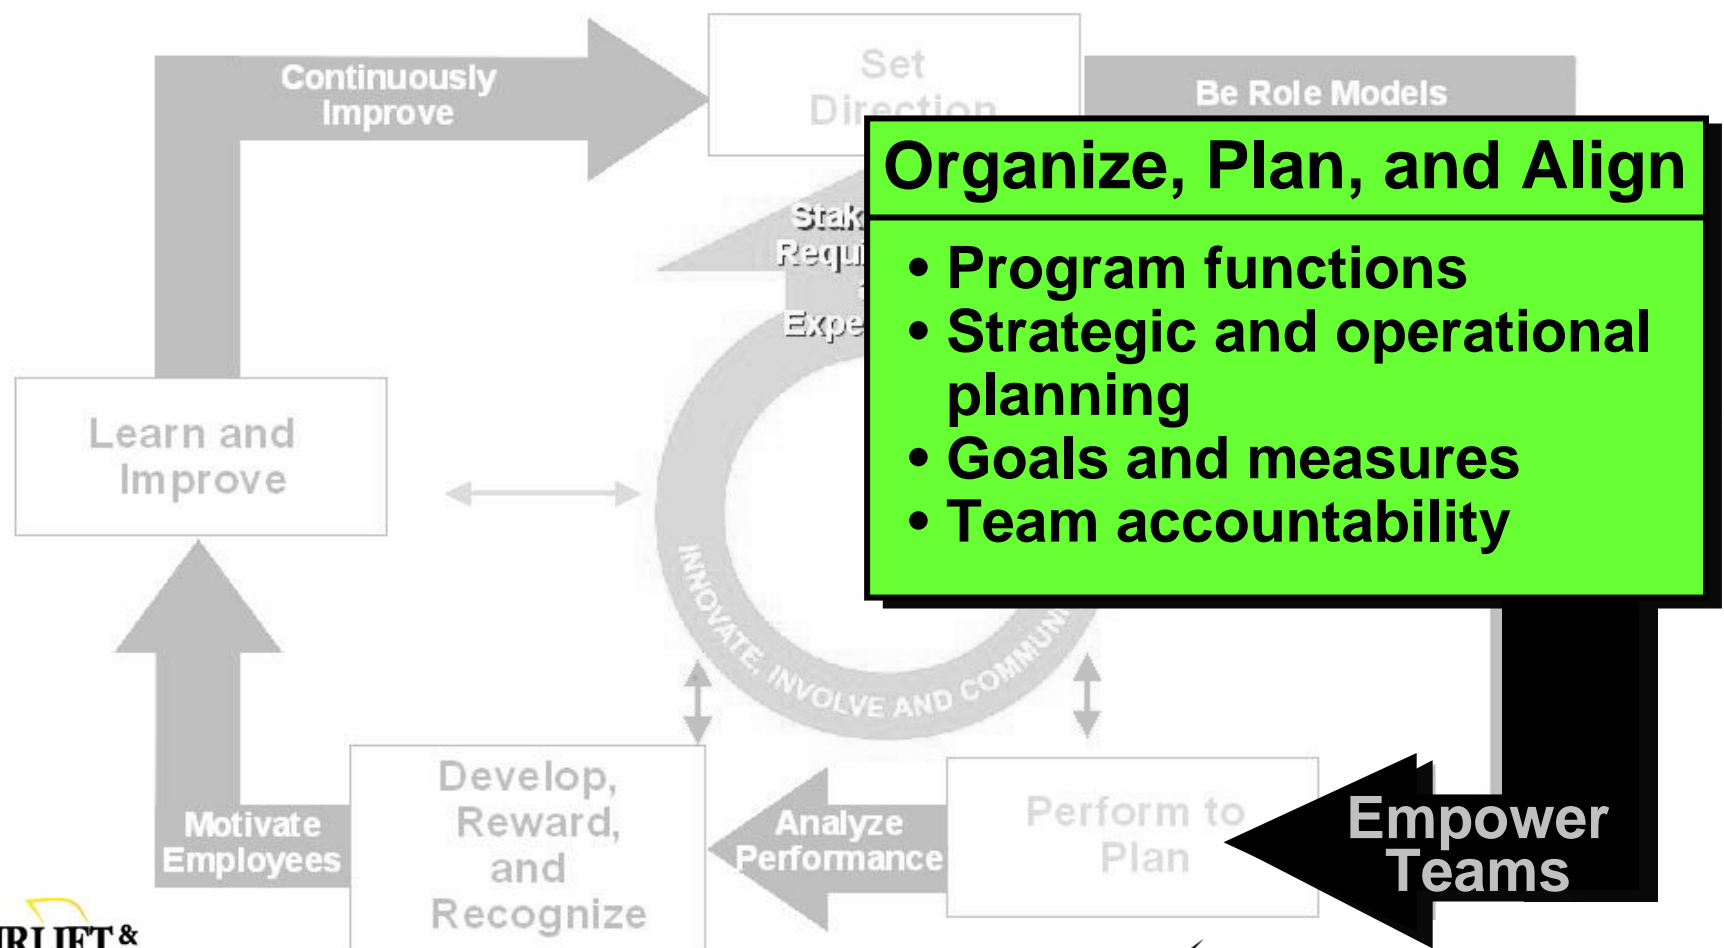 Continuously
Improve
Set
Direction
Be Role Models
Organize, Plan, and Align
• Program functions
• Strategic and operational
planning
• Goals and measures
• Team accountability
Learn and
Improve
INNOVATE, INVOLVE AND
Develop,
Reward,
and
Recognize
Motivate
Employees
Analyze
Performance
Perform to
Plan
Empower
Teams
&